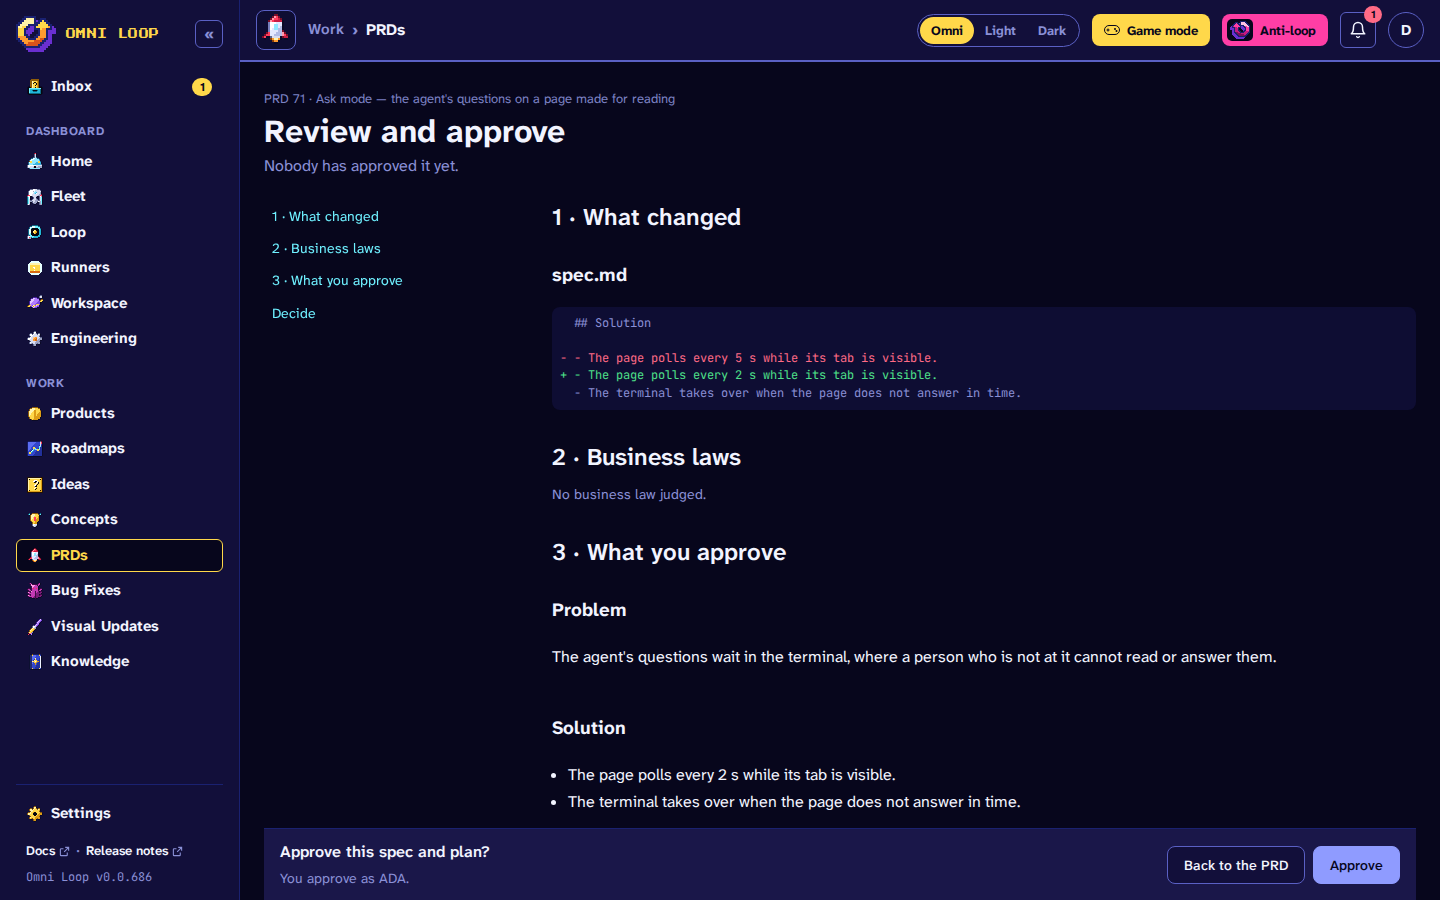 OMNI LOOP
«
Inbox
1
DASHBOARD
Home
Fleet
Loop
Runners
Workspace
Engineering
WORK
Products
Roadmaps
Ideas
Concepts
PRDs
Bug Fixes
Visual Updates
Knowledge
Settings
Docs · Release notes
Omni Loop v0.0.686
Work › PRDs
Omni Light Dark
Game mode
Anti-loop
1
D
PRD 71 · Ask mode — the agent's questions on a page made for reading
Review and approve
Nobody has approved it yet.
1 · What changed
2 · Business laws
3 · What you approve
Decide
1 · What changed
spec.md
## Solution
- - The page polls every 5 s while its tab is visible.
+ - The page polls every 2 s while its tab is visible.
- The terminal takes over when the page does not answer in time.
2 · Business laws
No business law judged.
3 · What you approve
Problem
The agent's questions wait in the terminal, where a person who is not at it cannot read or answer them.
Solution
• The page polls every 2 s while its tab is visible.
• The terminal takes over when the page does not answer in time.
Approve this spec and plan?
You approve as ADA.
Back to the PRD
Approve